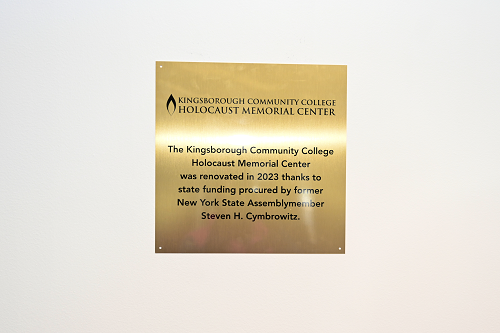 KINGSBOROUGH COMMUNITY COLLEGE
HOLOCAUST MEMORIAL CENTER
The Kingsborough Community College
Holocaust Memorial Center
was renovated in 2023 thanks to
state funding procured by former
New York State Assemblymember
Steven H. Cymbrowitz.